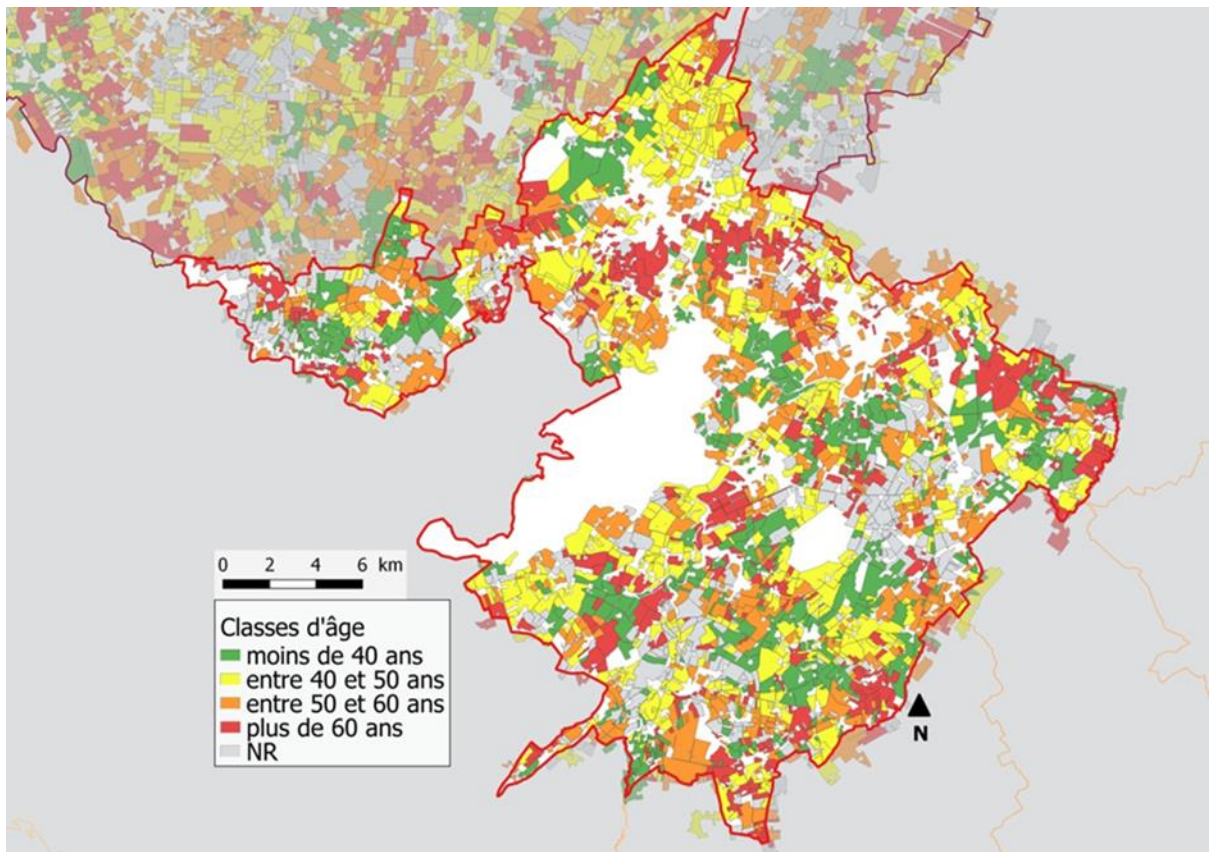 0 2 4 6 km
Classes d'âge
moins de 40 ans
entre 40 et 50 ans
entre 50 et 60 ans
plus de 60 ans
NR
N